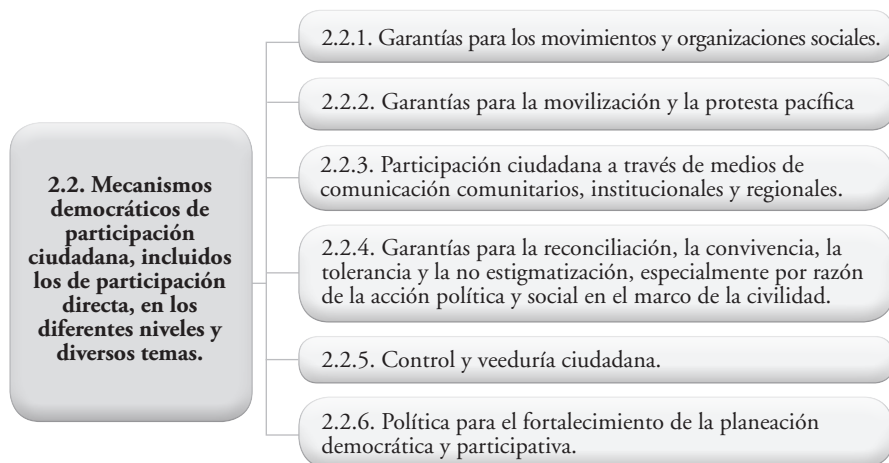 2.2. Mecanismos
democráticos de
participación
ciudadana, incluidos
los de participación
directa, en los
diferentes niveles y
diversos temas.
2.2.1. Garantías para los movimientos y organizaciones sociales.
2.2.2. Garantías para la movilización y la protesta pacífica
2.2.3. Participación ciudadana a través de medios de
comunicación comunitarios, institucionales y regionales.
2.2.4. Garantías para la reconciliación, la convivencia, la
tolerancia y la no estigmatización, especialmente por razón
de la acción política y social en el marco de la civilidad.
2.2.5. Control y veeduría ciudadana.
2.2.6. Política para el fortalecimiento de la planeación
democrática y participativa.